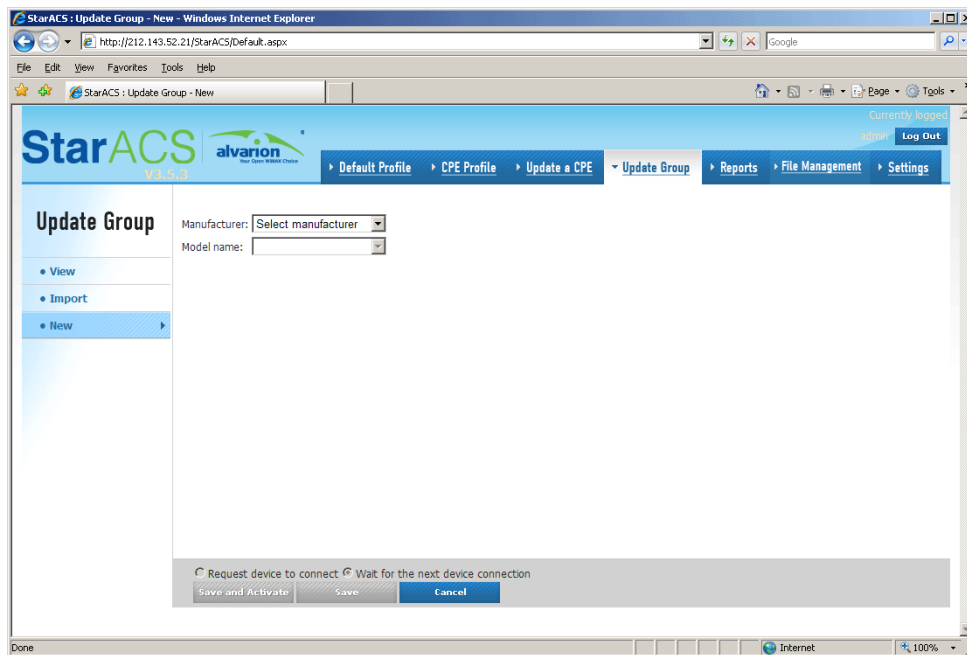 StarACS : Update Group - New - Windows Internet Explorer
http://212.143.52.21/StarACS/Default.aspx
Google
File Edit View Favorites Tools Help
StarACS : Update Group - New
Page Tools
Currently logged
admin Log Out
StarACS alvarion
Your Open WiMAX Choice
V3.5.3
Default Profile CPE Profile Update a CPE Update Group Reports File Management Settings
Update Group
Manufacturer: Select manufacturer
Model name:
View
Import
New
Request device to connect Wait for the next device connection
Save and Activate Save Cancel
Done Internet 100%